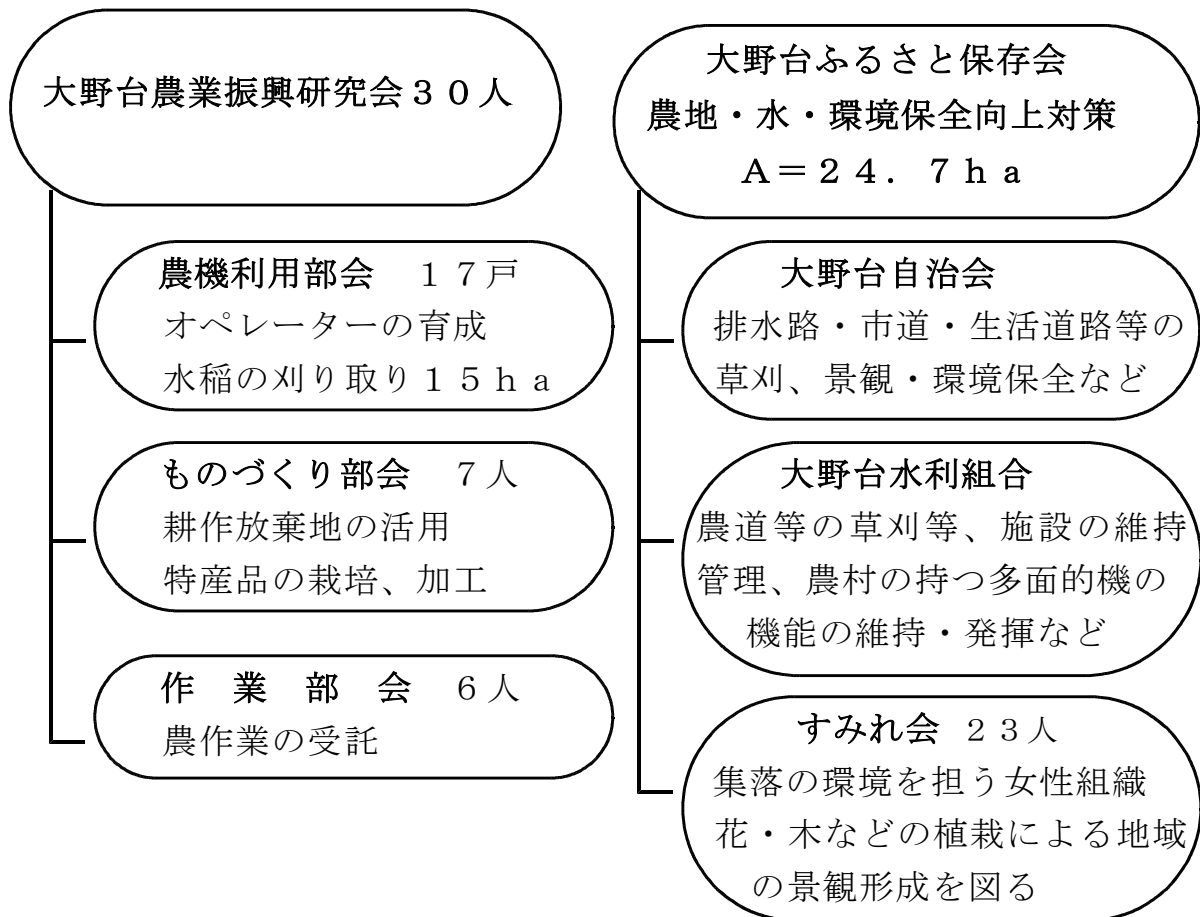 大野台農業振興研究会３０人
農機利用部会　１７戸
オペレーターの育成
水稲の刈り取り１５ｈａ
ものづくり部会　７人
耕作放棄地の活用
特産品の栽培、加工
作　業　部　会　６人
農作業の受託
大野台ふるさと保存会
農地・水・環境保全向上対策
Ａ＝２４．７ｈａ
大野台自治会
排水路・市道・生活道路等の
草刈、景観・環境保全など
大野台水利組合
農道等の草刈等、施設の維持
管理、農村の持つ多面的機の
機能の維持・発揮など
すみれ会　２３人
集落の環境を担う女性組織
花・木などの植栽による地域
の景観形成を図る